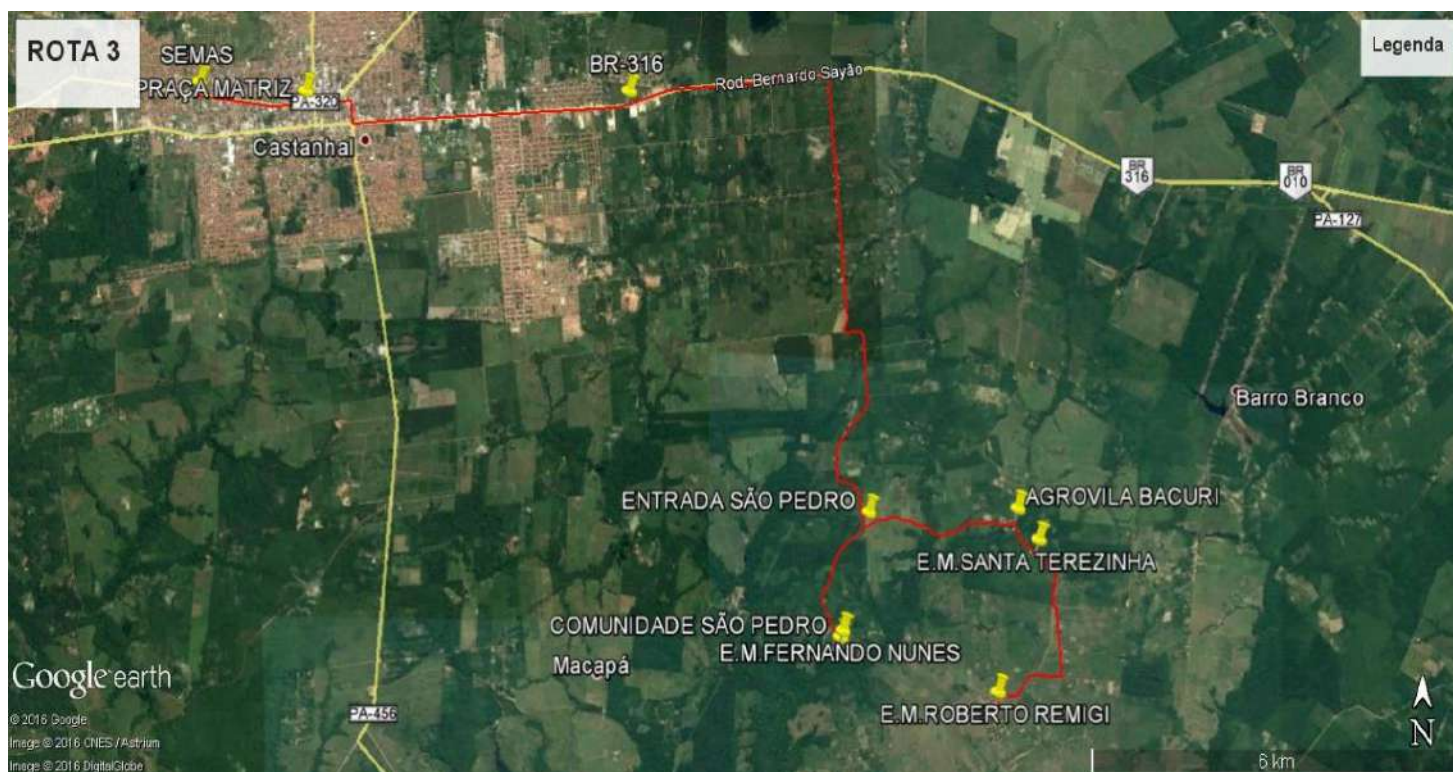 ROTA 3
Legenda
SEMAS
PRAÇA MATRIZ
PA-320
BR-316
Rod. Bernardo Sayão
Castanhal
BR
316
BR
010
PA-127
Barro Branco
ENTRADA SÃO PEDRO
AGROVILA BACURI
E.M.SANTA TEREZINHA
COMUNIDADE SÃO PEDRO
E.M.FERNANDO NUNES
Macapá
E.M.ROBERTO REMIGI
PA-456
Google earth
© 2016 Google
Image © 2016 CNES / Astrium
Image © 2016 DigitalGlobe
N
6 km